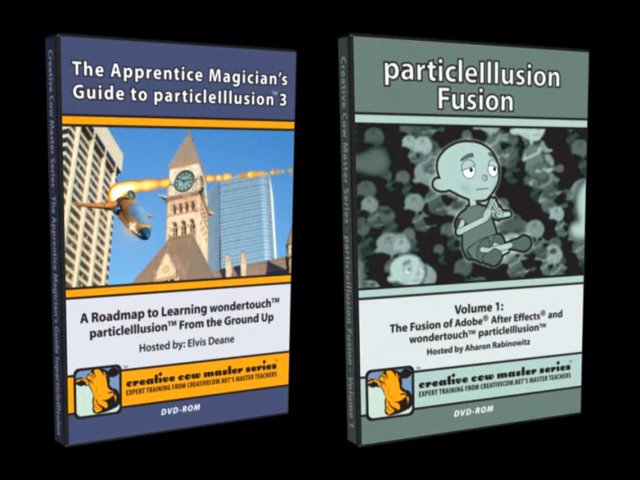 Creative Cow Master Series - The Apprentice Magician's Guide to particleIllusion
The Apprentice Magician's
Guide to particleIllusion™ 3
A Roadmap to Learning wondertouch™
particleIllusion™ From the Ground Up
Hosted by: Elvis Deane
creative cow master series™
EXPERT TRAINING FROM CREATIVECOW.NET'S MASTER TEACHERS
DVD-ROM
Creative Cow Master Series - particleIllusion Fusion - Volume 1
particleIllusion
Fusion
Volume 1:
The Fusion of Adobe® After Effects® and
wondertouch™ particleIllusion™
Hosted by Aharon Rabinowitz
creative cow master series™
EXPERT TRAINING FROM CREATIVECOW.NET'S MASTER TEACHERS
DVD-ROM